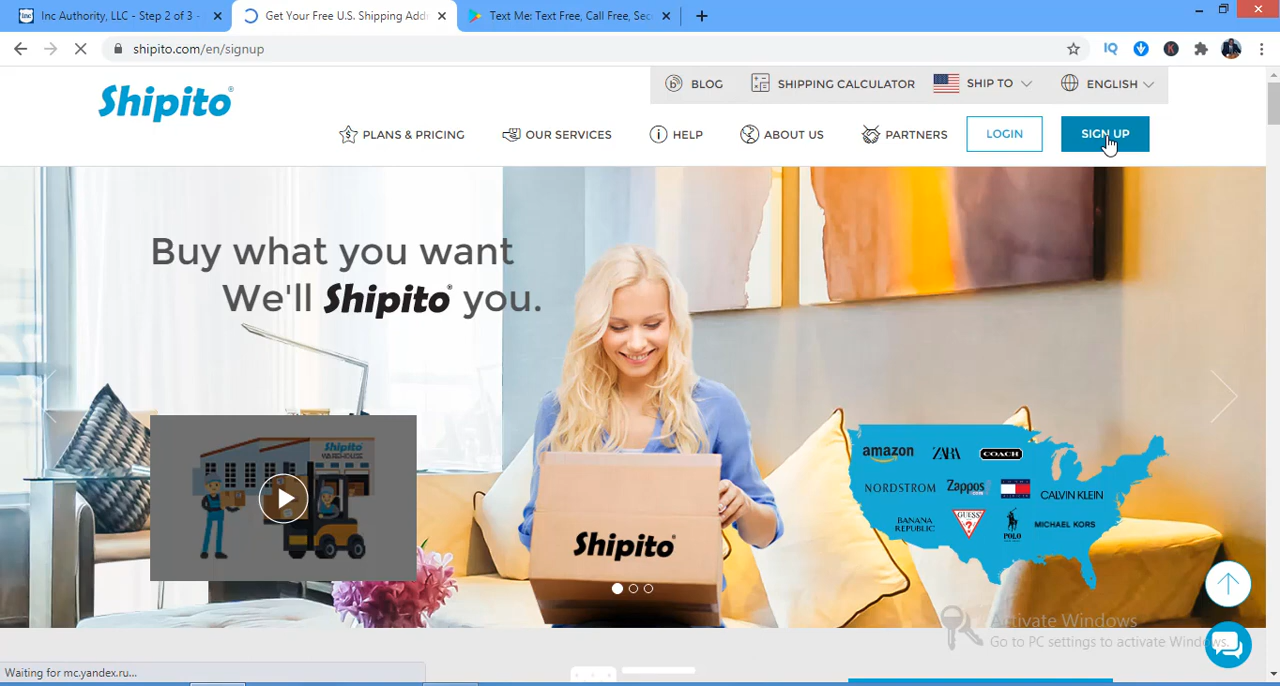 Inc Authority, LLC - Step 2 of 3 -
Get Your Free U.S. Shipping Add
Text Me: Text Free, Call Free, Sec
shipito.com/en/signup
IQ
K
Shipito®
BLOG
SHIPPING CALCULATOR
SHIP TO
ENGLISH
PLANS & PRICING
OUR SERVICES
HELP
ABOUT US
PARTNERS
LOGIN
SIGN UP
Buy what you want
We'll Shipito® you.
Shipito
WAREHOUSE
Shipito®
amazon
ZARA
COACH
NORDSTROM
Zappos
CALVIN KLEIN
BANANA
REPUBLIC
GUESS
?
POLO
MICHAEL KORS
Activate Windows
Go to PC settings to activate Windows.
Waiting for mc.yandex.ru...